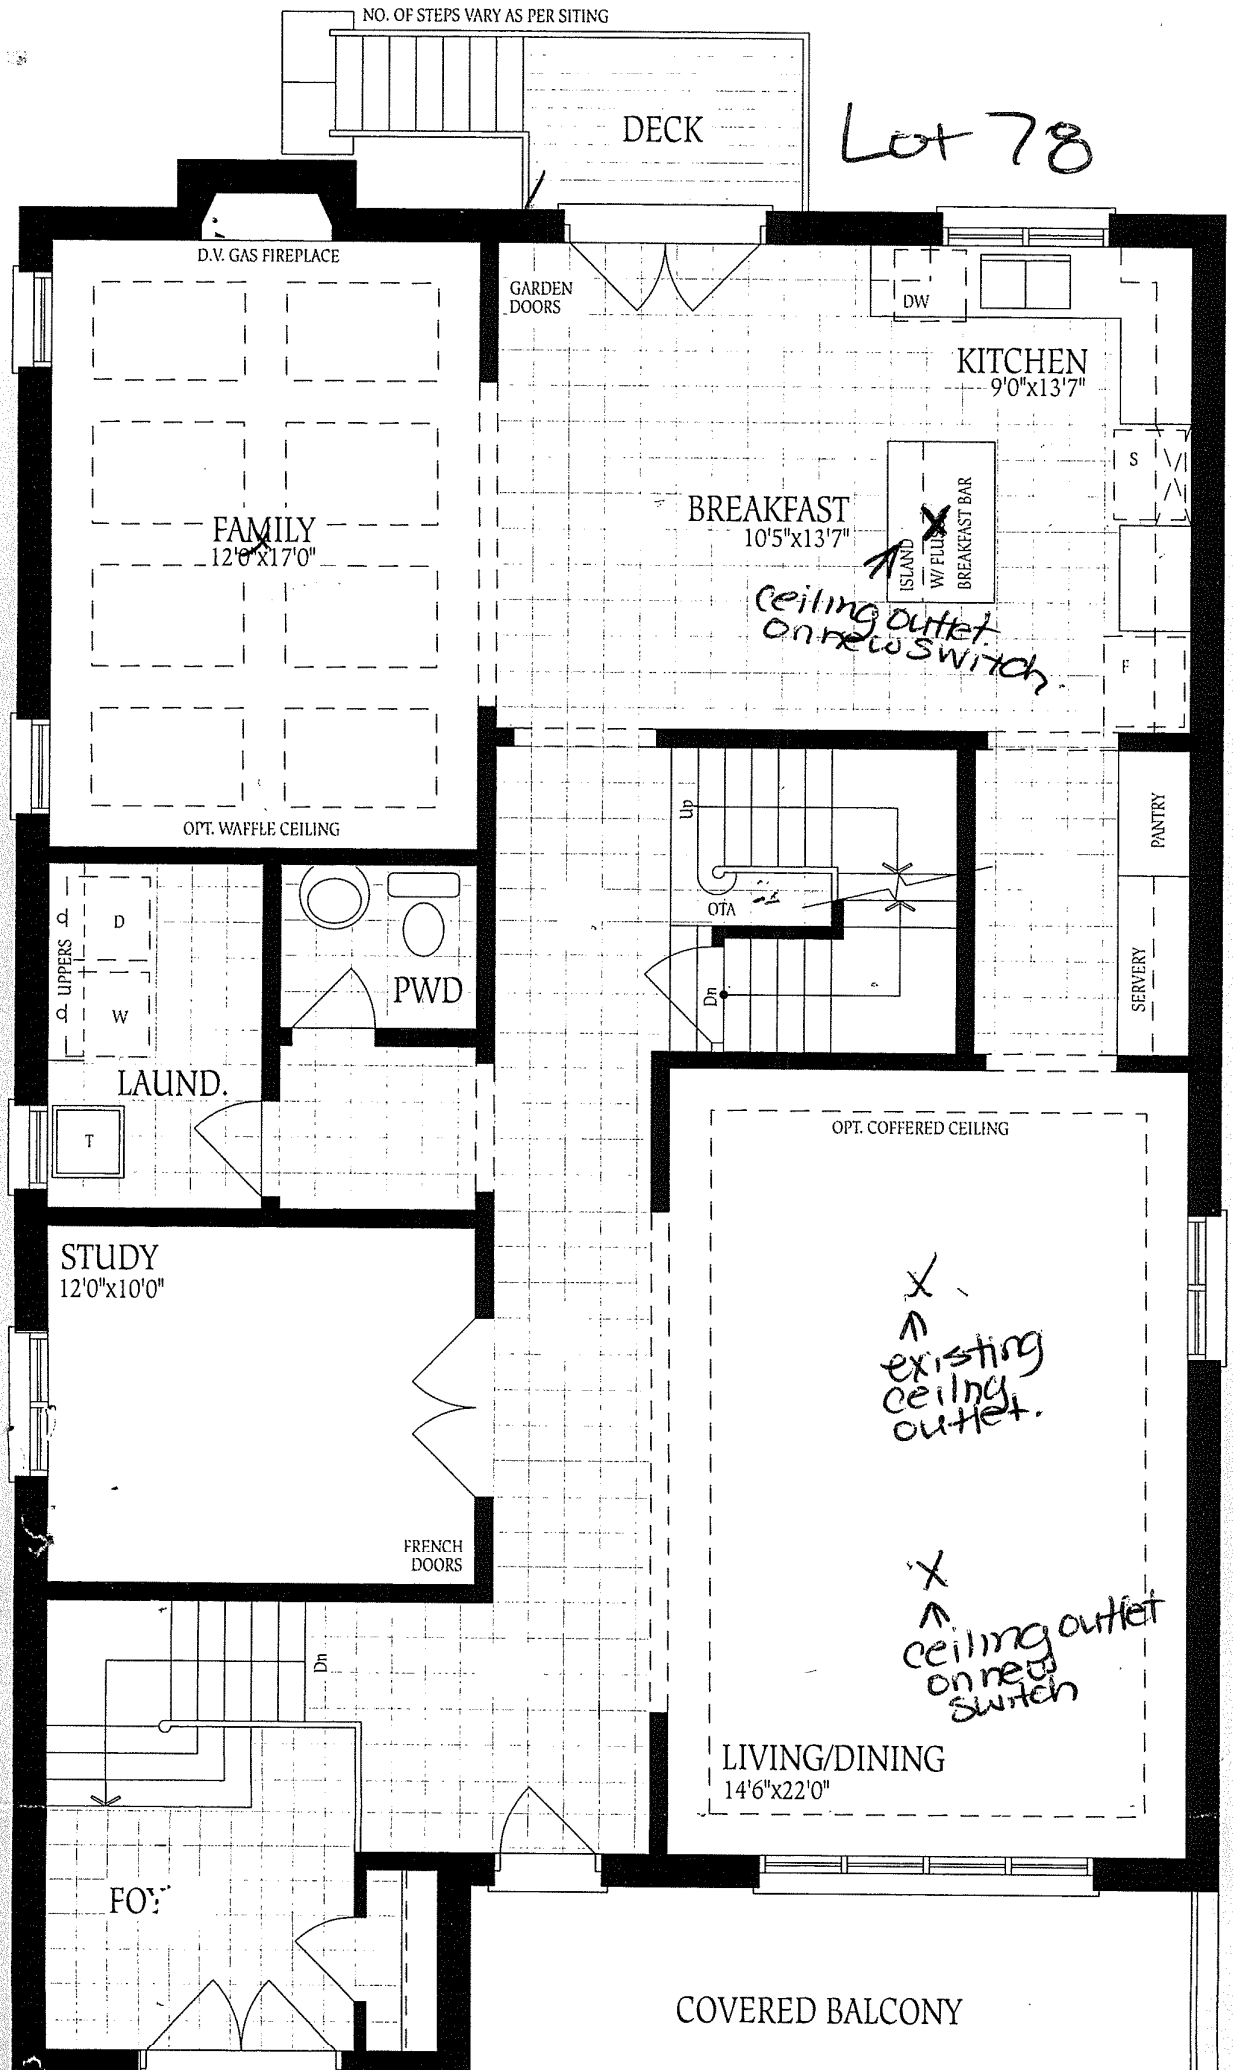 NO. OF STEPS VARY AS PER SITING
DECK
Lot 78
D.V. GAS FIREPLACE
GARDEN
DOORS
DW
KITCHEN
9'0"x13'7"
S
FAMILY
12'0"x17'0"
BREAKFAST
10'5"x13'7"
X
ISLAND
W/ FLUSH
BREAKFAST BAR
ceiling outlet
on new switch.
F
OPT. WAFFLE CEILING
Up
PANTRY
UPPERS
D
W
OTA
PWD
Dn
SERVERY
LAUND.
T
OPT. COFFERED CEILING
STUDY
12'0"x10'0"
X
existing
ceilng
outlet.
FRENCH
DOORS
X
ceiling outlet
on new
switch
Dn
LIVING/DINING
14'6"x22'0"
FOY
COVERED BALCONY